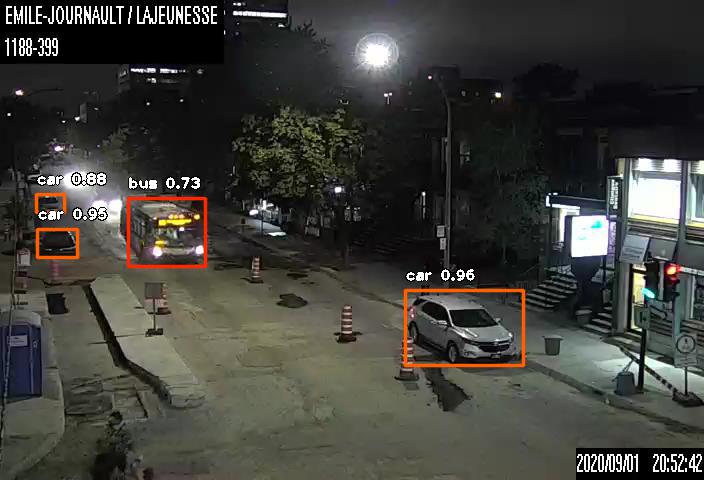 EMILE-JOURNAULT / LAJEUNESSE
1188-399
car 0.88
bus 0.73
car 0.95
car 0.96
2020/09/01 20:52:42